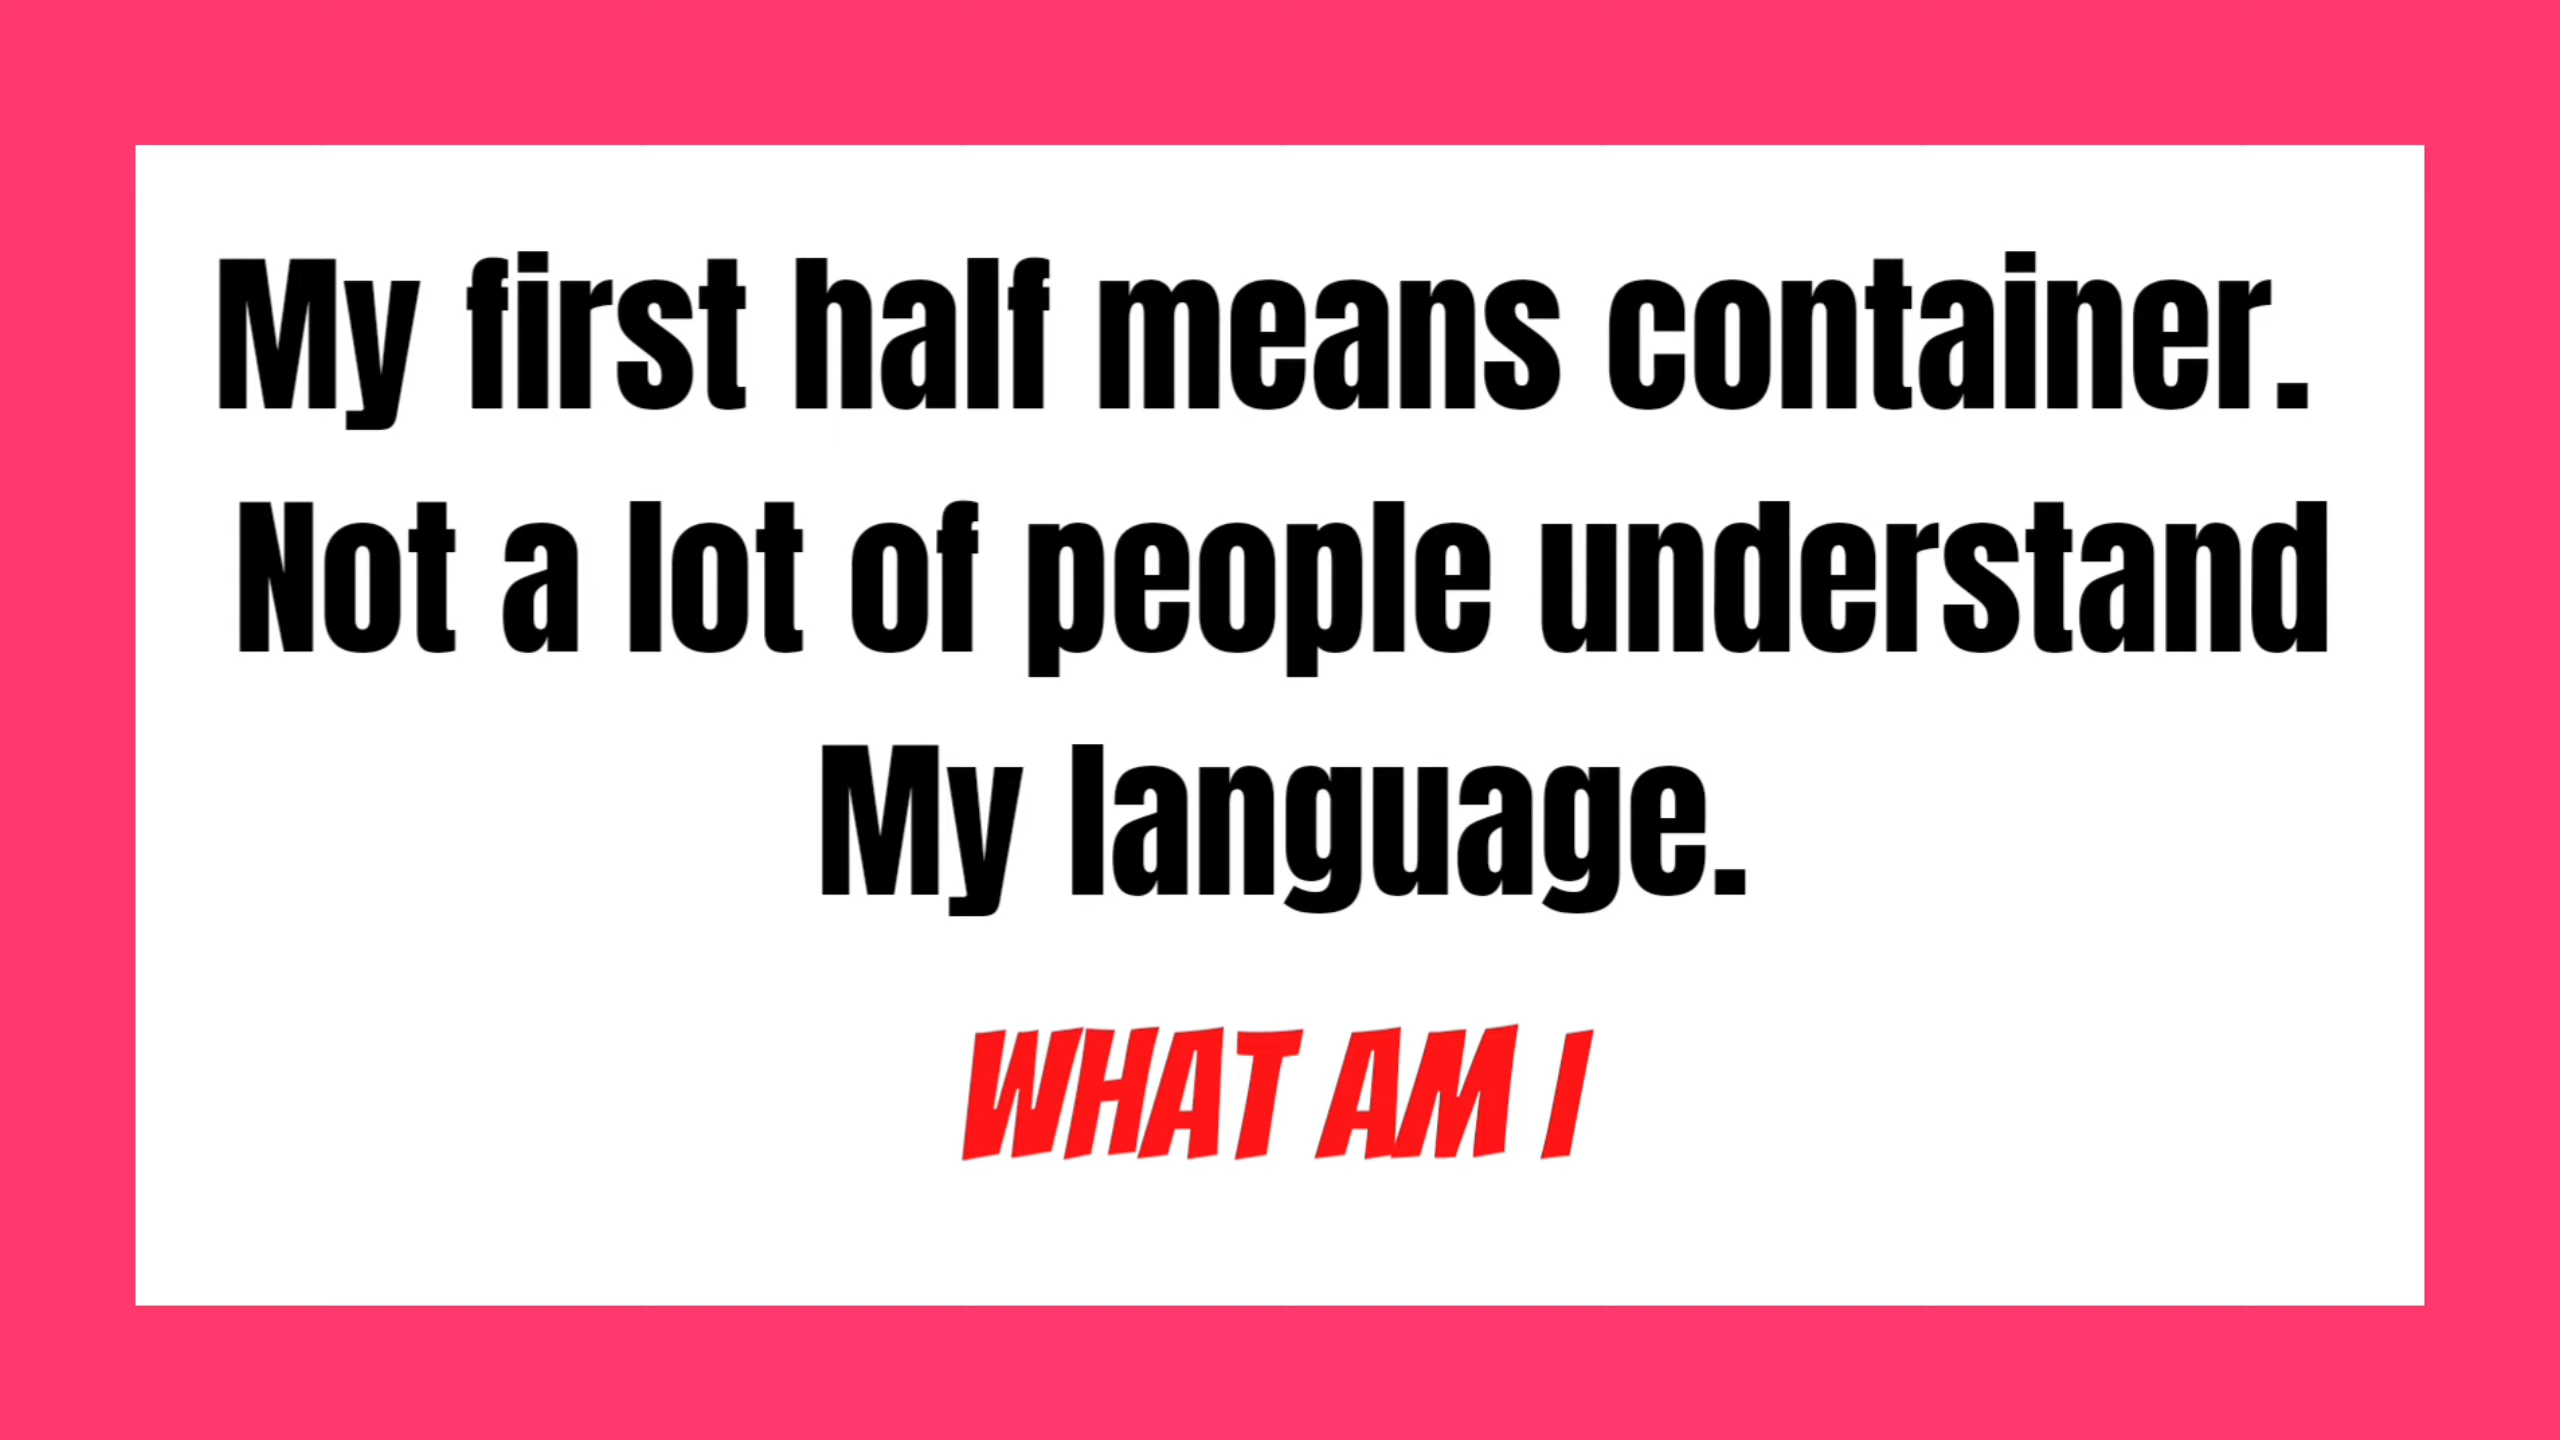 My first half means container.
Not a lot of people understand
My language.
WHAT AM I